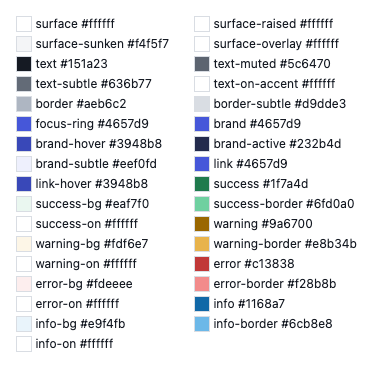 surface #ffffff
surface-raised #ffffff
surface-sunken #f4f5f7
surface-overlay #ffffff
text #151a23
text-muted #5c6470
text-subtle #636b77
text-on-accent #ffffff
border #aeb6c2
border-subtle #d9dde3
focus-ring #4657d9
brand #4657d9
brand-hover #3948b8
brand-active #232b4d
brand-subtle #eef0fd
link #4657d9
link-hover #3948b8
success #1f7a4d
success-bg #eaf7f0
success-border #6fd0a0
success-on #ffffff
warning #9a6700
warning-bg #fdf6e7
warning-border #e8b34b
warning-on #ffffff
error #c13838
error-bg #fdeeee
error-border #f28b8b
error-on #ffffff
info #1168a7
info-bg #e9f4fb
info-border #6cb8e8
info-on #ffffff